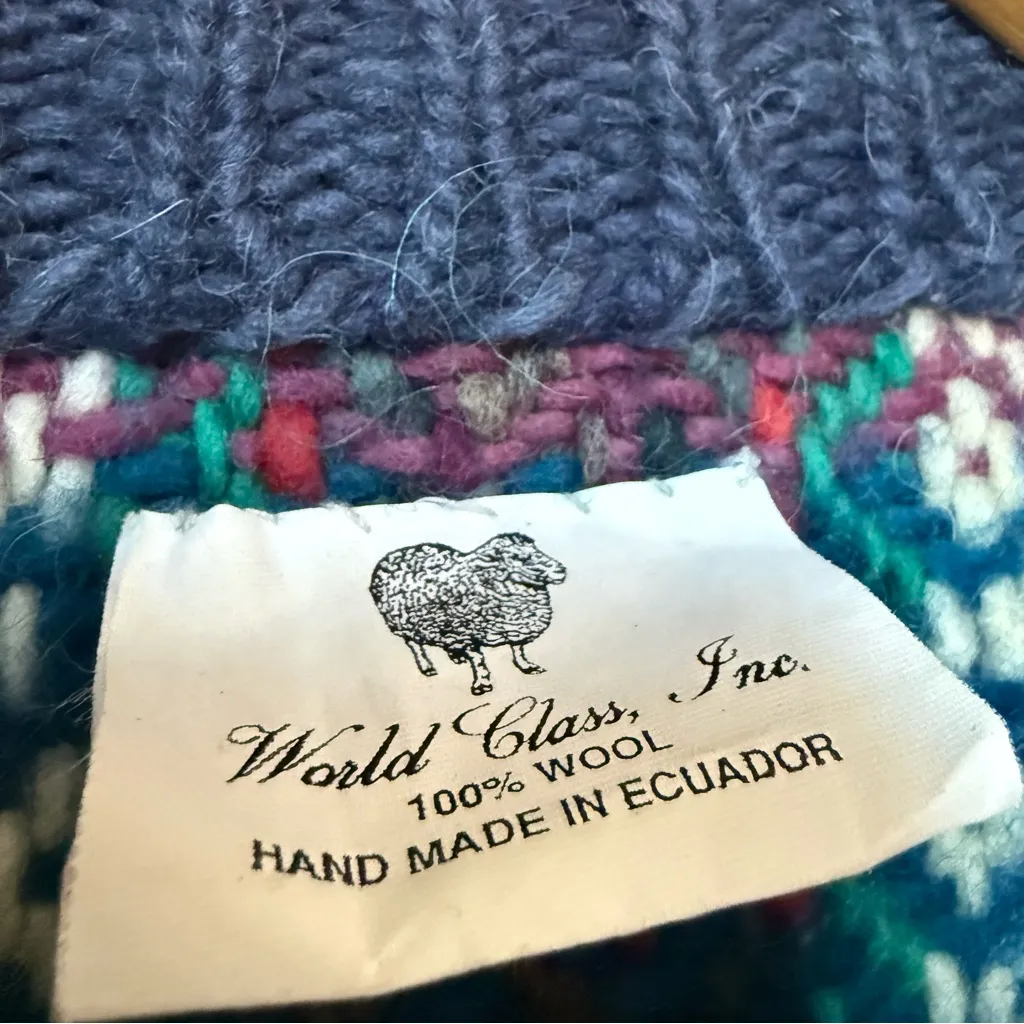 World Class, Inc.
100% WOOL
HAND MADE IN ECUADOR